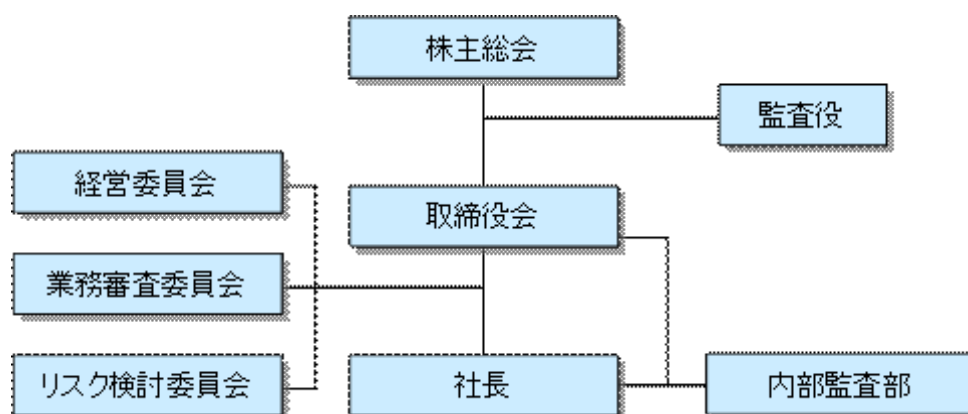 株主総会
監査役
経営委員会
取締役会
業務審査委員会
リスク検討委員会
社長
内部監査部